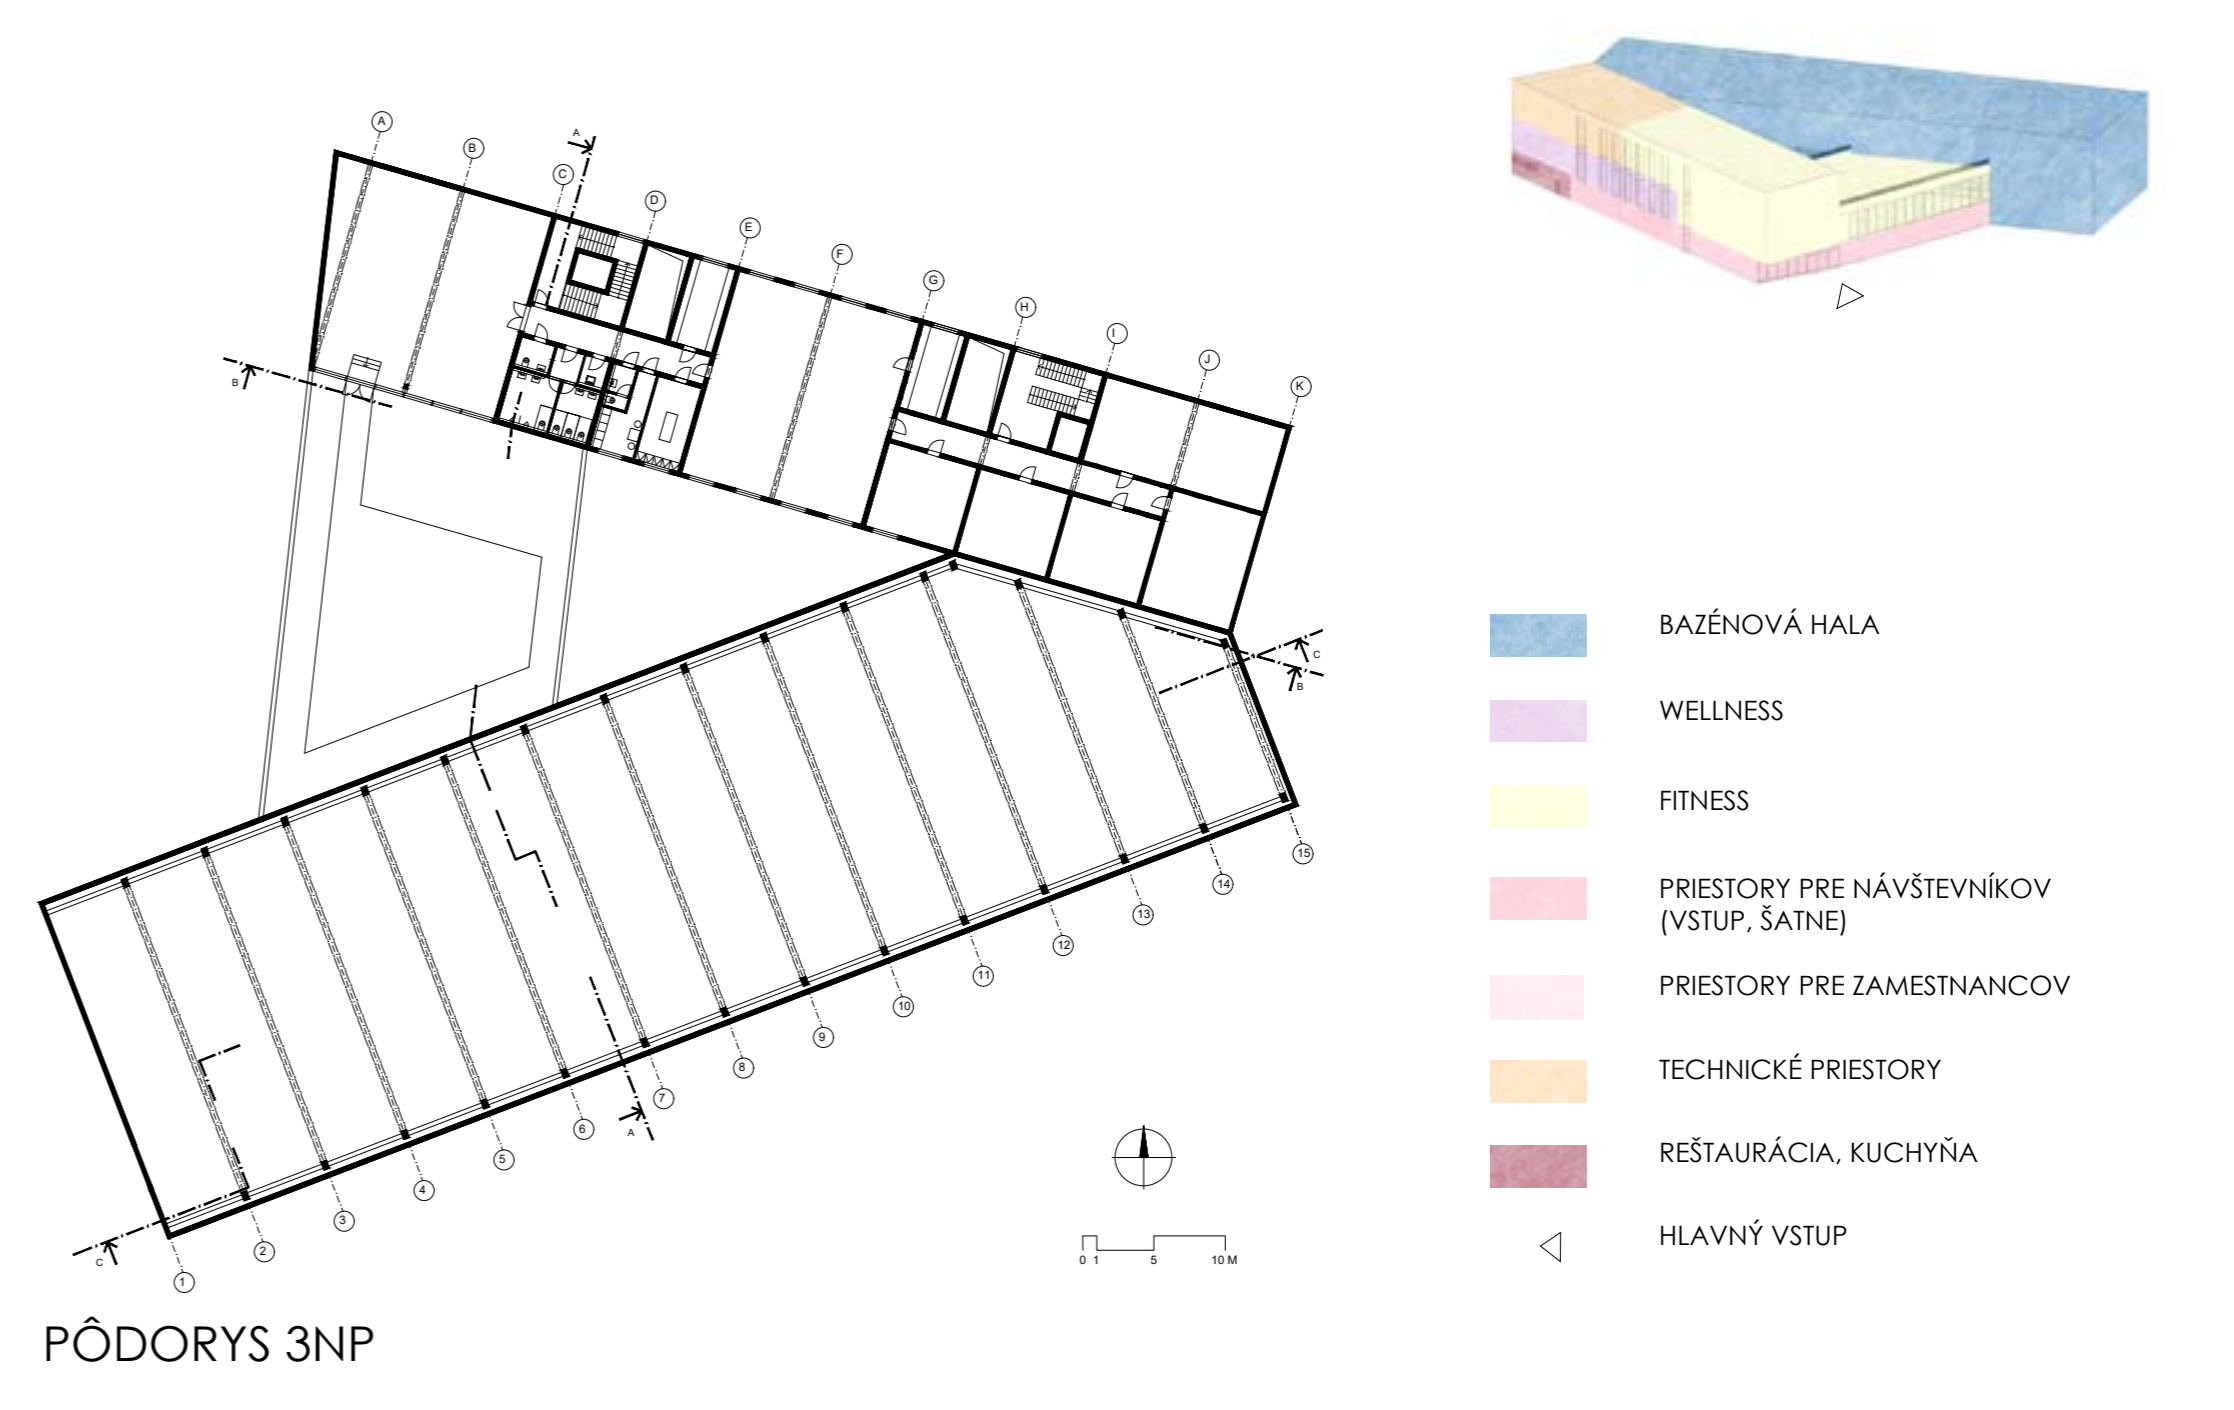 A
B
C
D
E
F
G
H
I
J
K
A
B
C
B
15
14
13
12
11
10
9
8
7
6
5
4
3
2
1
A
C
0 1 5 10 M
PÔDORYS 3NP
BAZÉNOVÁ HALA
WELLNESS
FITNESS
PRIESTORY PRE NÁVŠTEVNÍKOV
(VSTUP, ŠATNE)
PRIESTORY PRE ZAMESTNANCOV
TECHNICKÉ PRIESTORY
REŠTAURÁCIA, KUCHYŇA
HLAVNÝ VSTUP